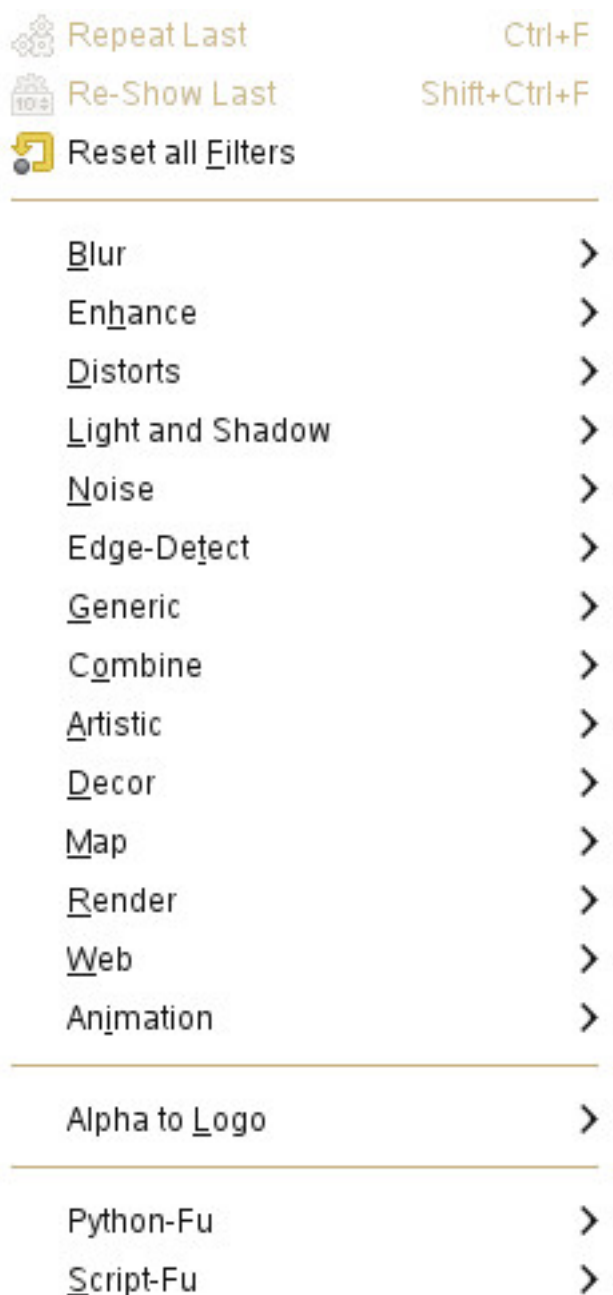 Repeat Last Ctrl+F
Re-Show Last Shift+Ctrl+F
Reset all Filters
Blur
Enhance
Distorts
Light and Shadow
Noise
Edge-Detect
Generic
Combine
Artistic
Decor
Map
Render
Web
Animation
Alpha to Logo
Python-Fu
Script-Fu